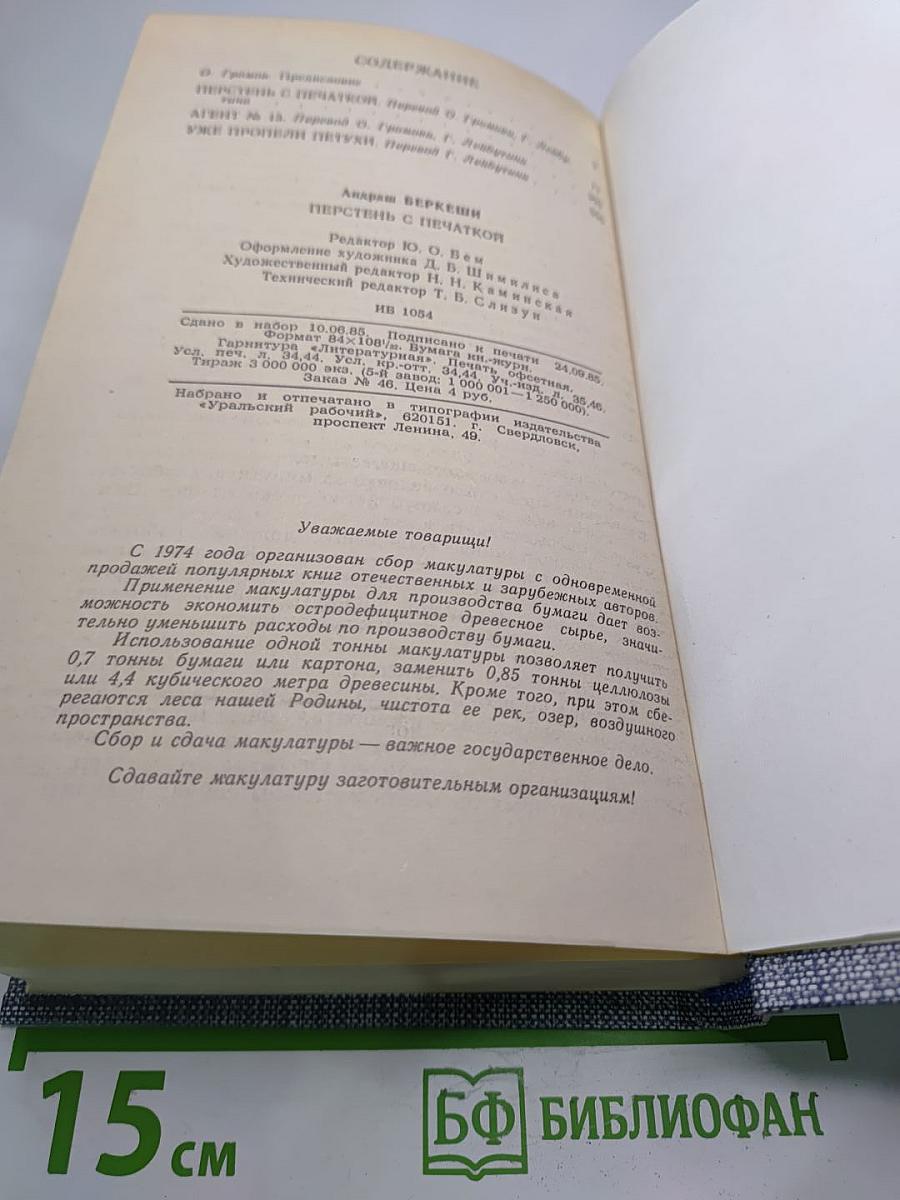 СОДЕРЖАНИЕ
О. Громов. Предисловие
ПЕРСТЕНЬ С ПЕЧАТКОЙ. Перевод О. Громова, Г. Лейбу-
тина
АГЕНТ № 13. Перевод О. Громова, Г. Лейбутина
УЖЕ ПРОПЕЛИ ПЕТУХИ. Перевод Г. Лейбутина
Андраш БЕРКЕШИ
ПЕРСТЕНЬ С ПЕЧАТКОЙ
Редактор Ю. О. Бем
Оформление художника Д. Б. Шимилиса
Художественный редактор Н. Н. Каминская
Технический редактор Т. Б. Слизун
ИБ 1054
Сдано в набор 10.06.85. Подписано к печати 24.09.85.
Формат 84×108¹/₃₂. Бумага кн.-журн.
Гарнитура «Литературная». Печать офсетная.
Усл. печ. л. 34,44. Усл. кр.-отт. 34,44. Уч.-изд. л. 35,46.
Тираж 3 000 000 экз. (5-й завод: 1 000 001—1 250 000).
Заказ № 46. Цена 4 руб.
Набрано и отпечатано в типографии издательства
«Уральский рабочий», 620151. г. Свердловск,
проспект Ленина, 49.
Уважаемые товарищи!
С 1974 года организован сбор макулатуры с одновременной
продажей популярных книг отечественных и зарубежных авторов.
Применение макулатуры для производства бумаги дает воз-
можность экономить остродефицитное древесное сырье, значи-
тельно уменьшить расходы по производству бумаги.
Использование одной тонны макулатуры позволяет получить
0,7 тонны бумаги или картона, заменить 0,85 тонны целлюлозы
или 4,4 кубического метра древесины. Кроме того, при этом сбе-
регаются леса нашей Родины, чистота ее рек, озер, воздушного
пространства.
Сбор и сдача макулатуры — важное государственное дело.
Сдавайте макулатуру заготовительным организациям!
15 см
БФ БИБЛИОФАН